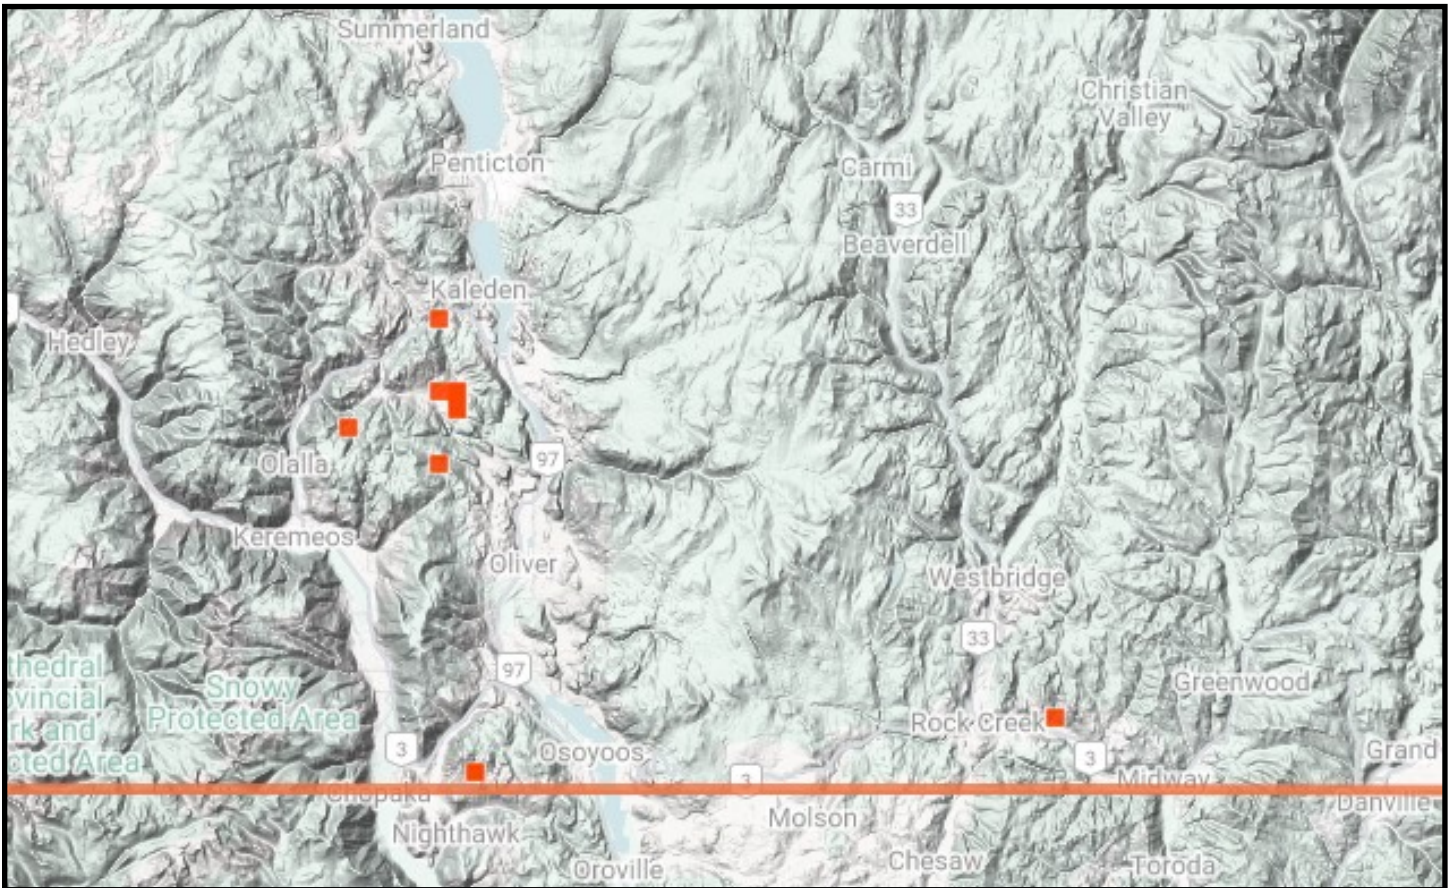 Summerland
Christian
Valley
Penticton
Carmi
33
Beaverdell
Kaleden
Hedley
97
Olalla
Keremeos
Oliver
Westbridge
33
thedral
ovincial
rk and
cted Area
Snowy
Protected Area
97
Greenwood
Rock Creek
3
Osoyoos
3
3
Grand
Midway
Chopaka
Danville
Nighthawk
Molson
Oroville
Chesaw
Toroda